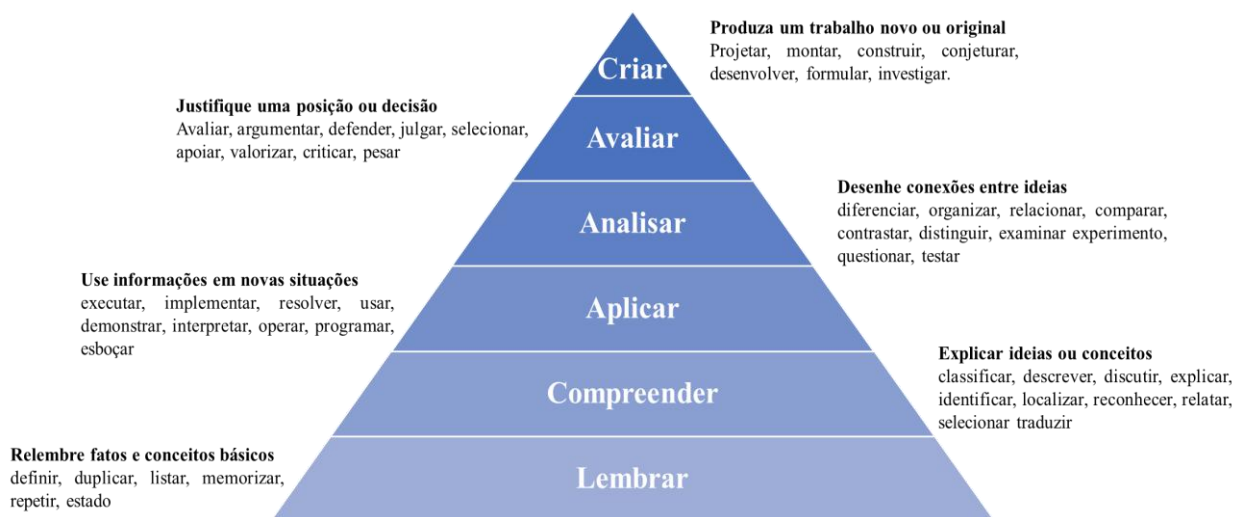 Produza um trabalho novo ou original
Projetar, montar, construir, conjeturar,
desenvolver, formular, investigar.
Criar
Justifique uma posição ou decisão
Avaliar, argumentar, defender, julgar, selecionar,
apoiar, valorizar, criticar, pesar
Avaliar
Desenhe conexões entre ideias
diferenciar, organizar, relacionar, comparar,
contrastar, distinguir, examinar experimento,
questionar, testar
Analisar
Use informações em novas situações
executar, implementar, resolver, usar,
demonstrar, interpretar, operar, programar,
esboçar
Aplicar
Explicar ideias ou conceitos
classificar, descrever, discutir, explicar,
identificar, localizar, reconhecer, relatar,
selecionar traduzir
Compreender
Relembre fatos e conceitos básicos
definir, duplicar, listar, memorizar,
repetir, estado
Lembrar